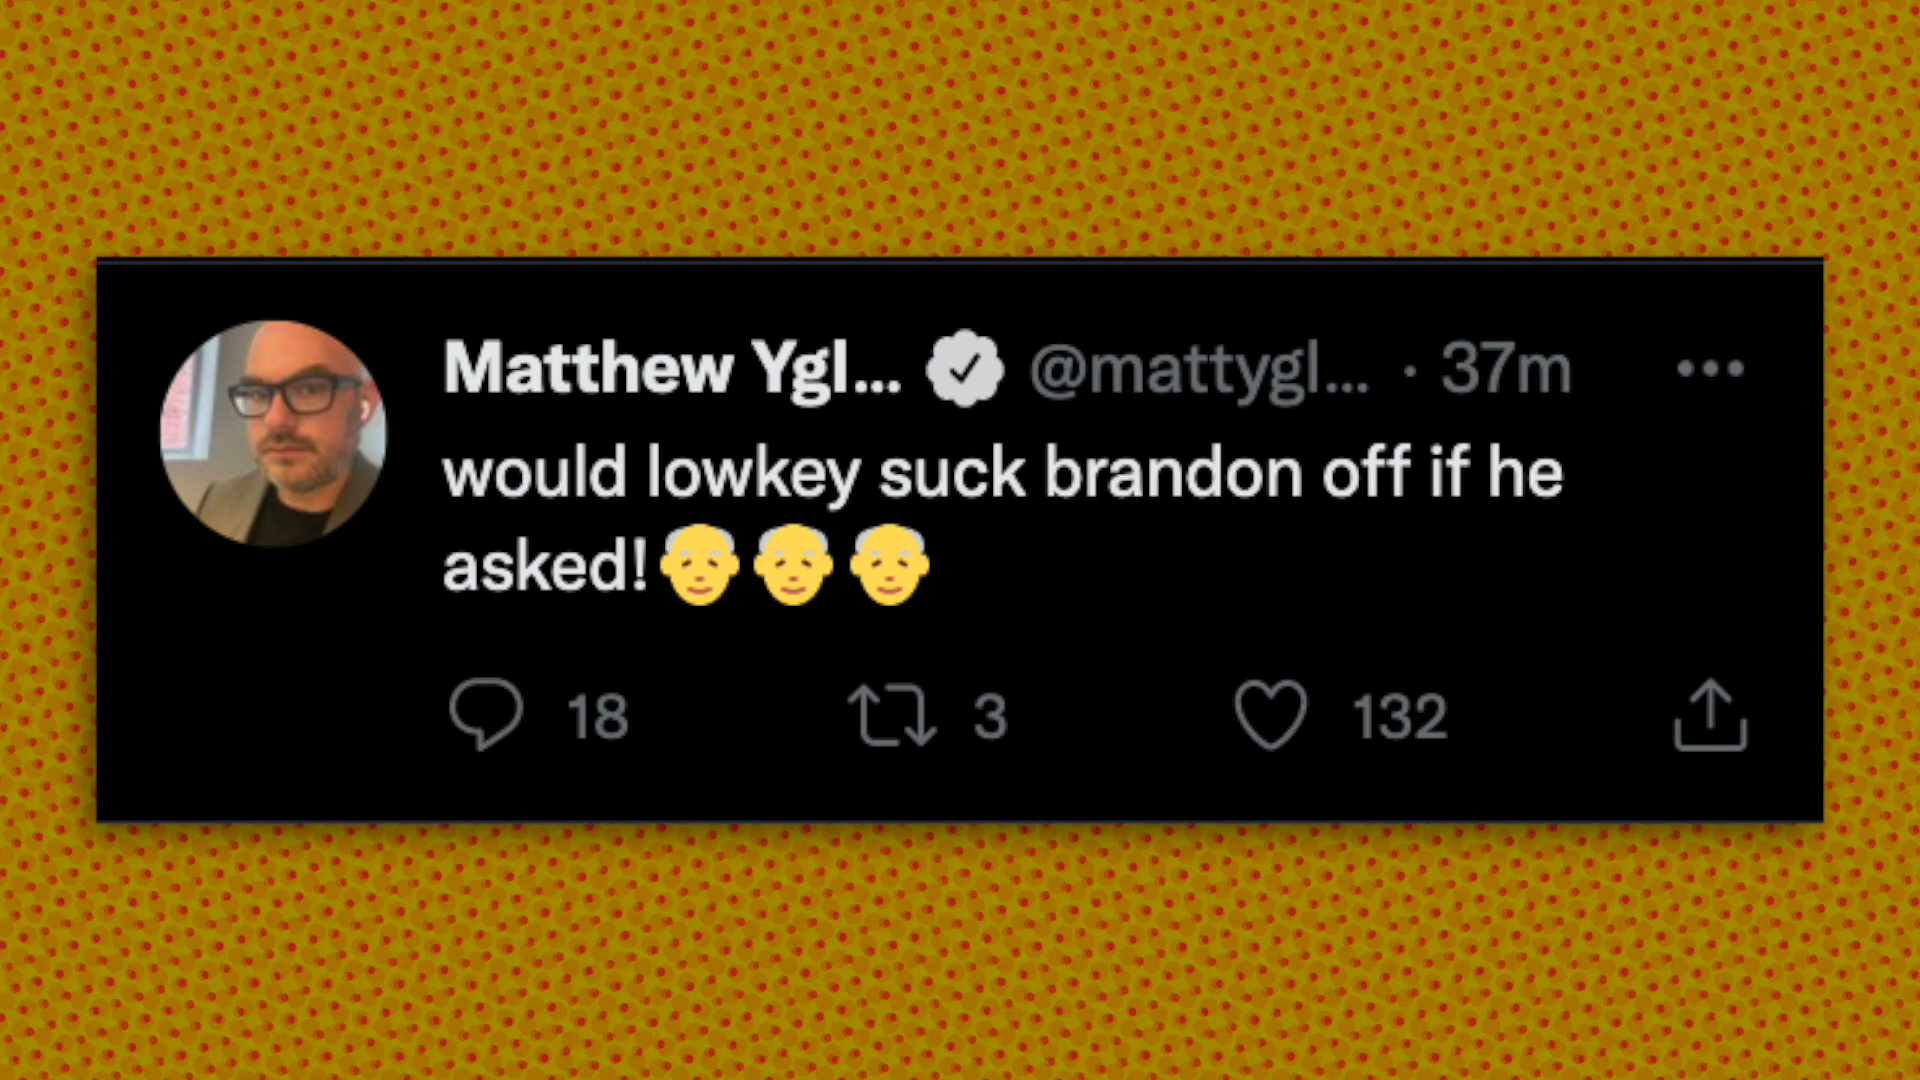 Matthew Ygl... @mattygl... · 37m
would lowkey suck brandon off if he
asked!👴👴👴
18 3 132